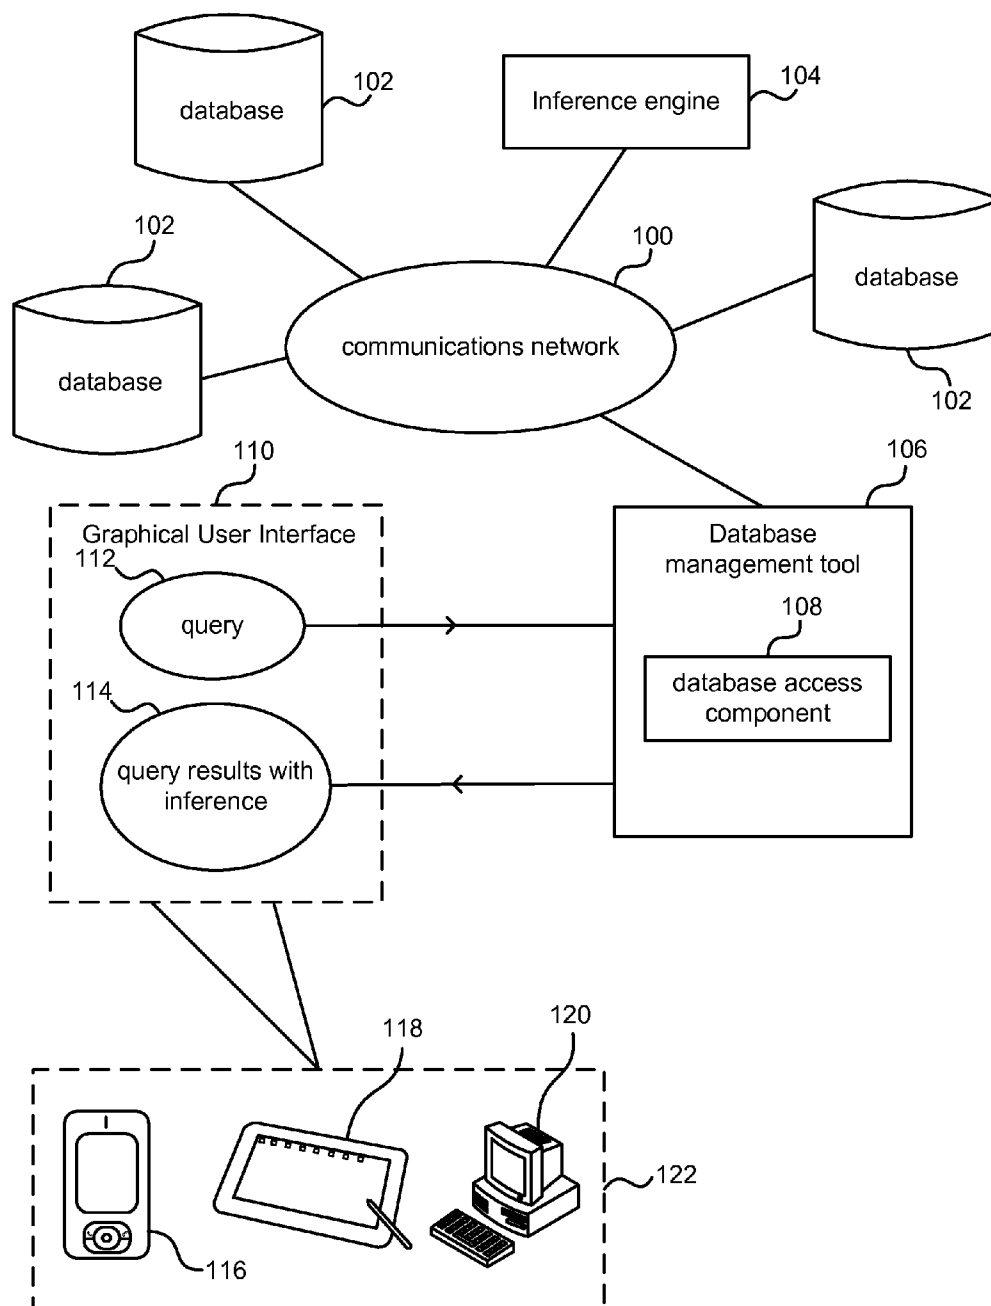 database
102
Inference engine
104
102
database
100
communications network
database
102
110
106
Graphical User Interface
112
query
114
query results with
inference
Database
management tool
108
database access
component
118
120
122
116